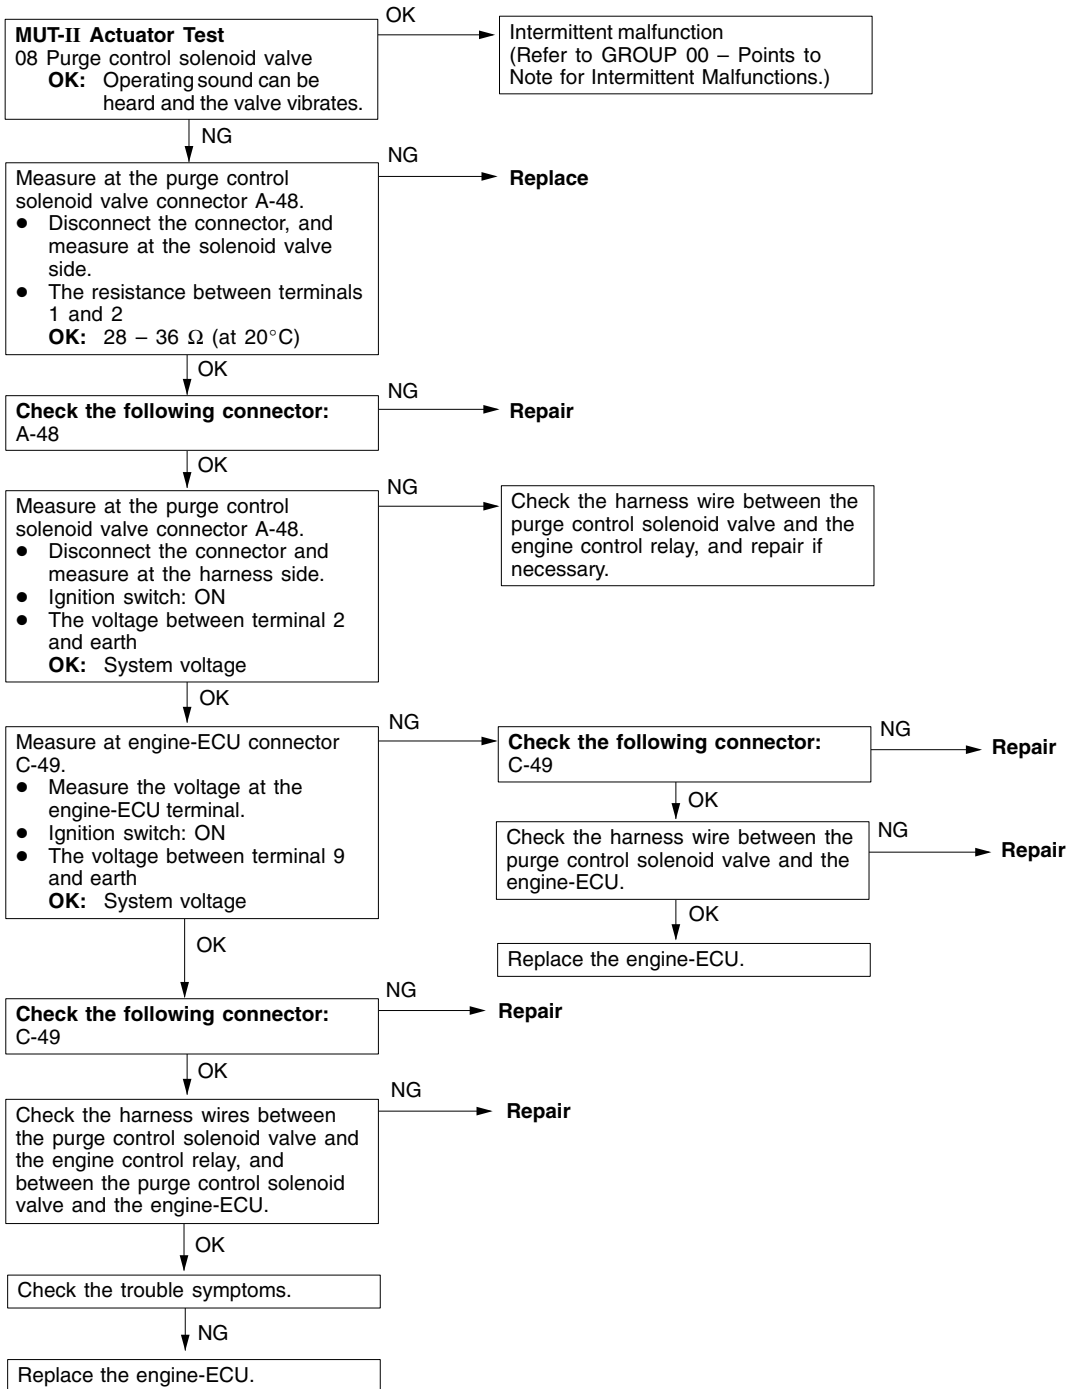 MUT-II Actuator Test
08 Purge control solenoid valve
OK: Operating sound can be
heard and the valve vibrates.
OK
Intermittent malfunction
(Refer to GROUP 00 – Points to
Note for Intermittent Malfunctions.)
NG
Measure at the purge control
solenoid valve connector A-48.
● Disconnect the connector, and
measure at the solenoid valve
side.
● The resistance between terminals
1 and 2
OK: 28 – 36 Ω (at 20°C)
NG
Replace
OK
Check the following connector:
A-48
NG
Repair
OK
Measure at the purge control
solenoid valve connector A-48.
● Disconnect the connector and
measure at the harness side.
● Ignition switch: ON
● The voltage between terminal 2
and earth
OK: System voltage
NG
Check the harness wire between the
purge control solenoid valve and the
engine control relay, and repair if
necessary.
OK
Measure at engine-ECU connector
C-49.
● Measure the voltage at the
engine-ECU terminal.
● Ignition switch: ON
● The voltage between terminal 9
and earth
OK: System voltage
NG
Check the following connector:
C-49
NG
Repair
OK
Check the harness wire between the
purge control solenoid valve and the
engine-ECU.
NG
Repair
OK
Replace the engine-ECU.
OK
Check the following connector:
C-49
NG
Repair
OK
Check the harness wires between
the purge control solenoid valve and
the engine control relay, and
between the purge control solenoid
valve and the engine-ECU.
NG
Repair
OK
Check the trouble symptoms.
NG
Replace the engine-ECU.